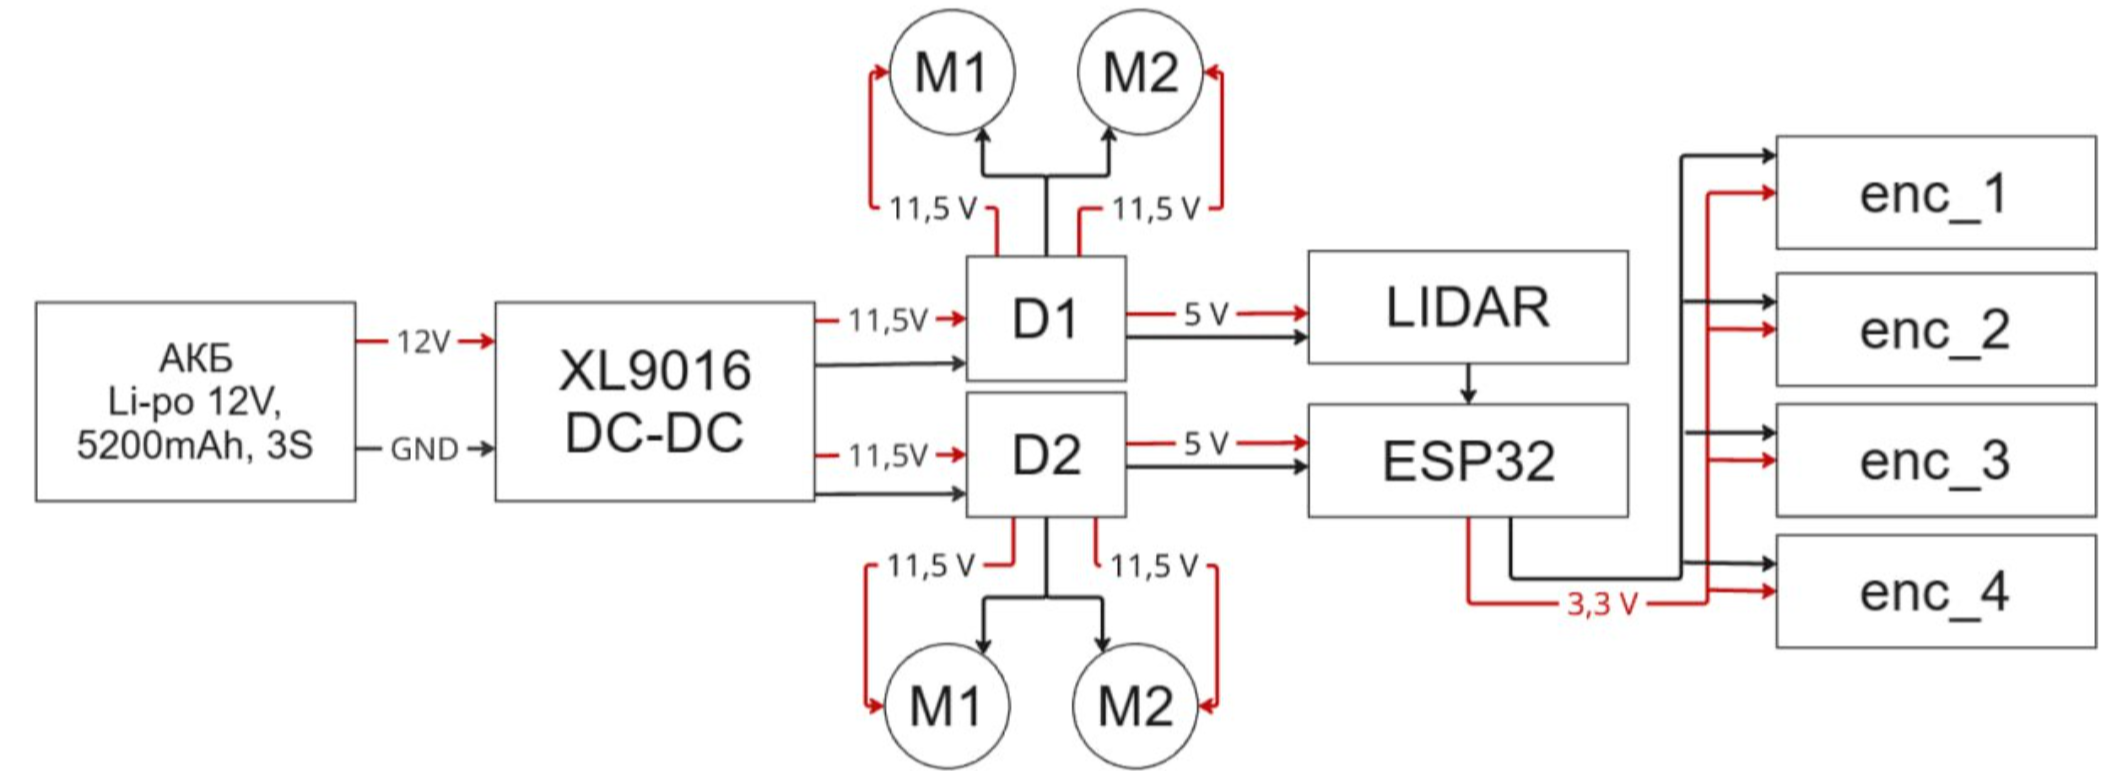 M1
M2
11,5 V
11,5 V
АКБ
Li-po 12V,
5200mAh, 3S
12V
GND
XL9016
DC-DC
11,5V
11,5V
D1
D2
5 V
5 V
LIDAR
ESP32
11,5 V
11,5 V
M1
M2
3,3 V
enc_1
enc_2
enc_3
enc_4